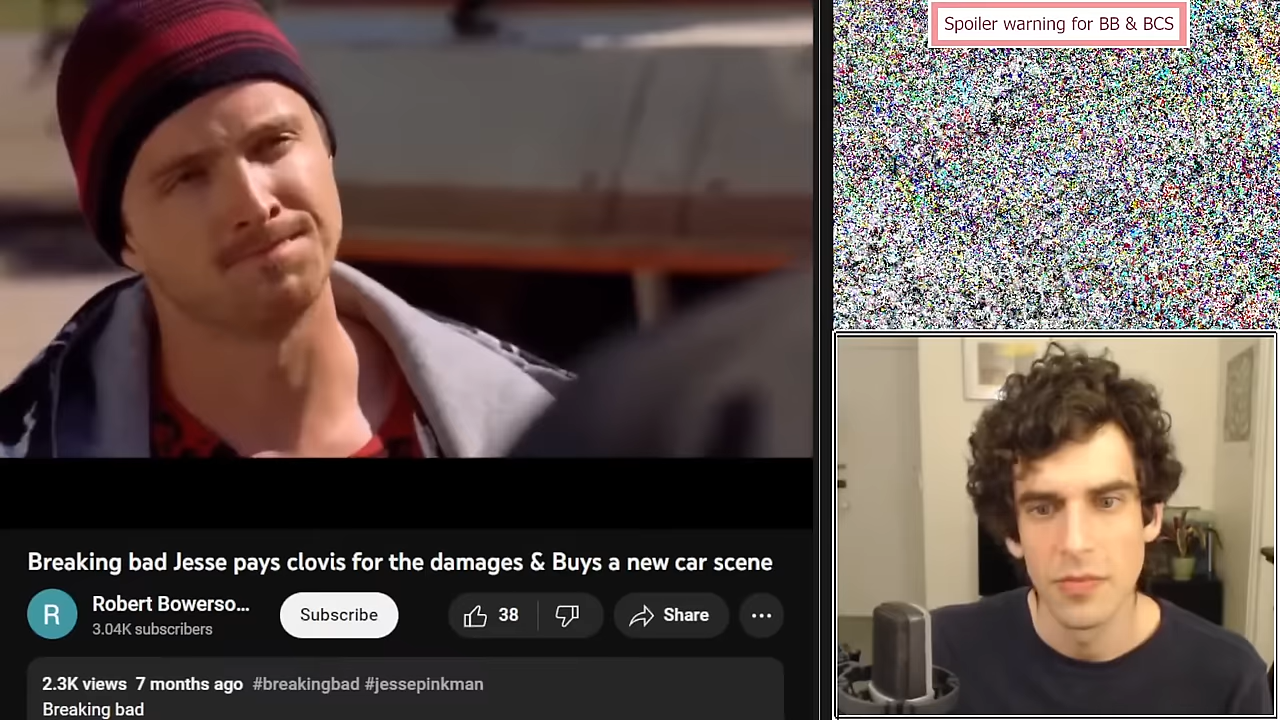 Spoiler warning for BB & BCS
Breaking bad Jesse pays clovis for the damages & Buys a new car scene
R
Robert Bowerso...
3.04K subscribers
Subscribe
38
Share
2.3K views 7 months ago #breakingbad #jessepinkman
Breaking bad